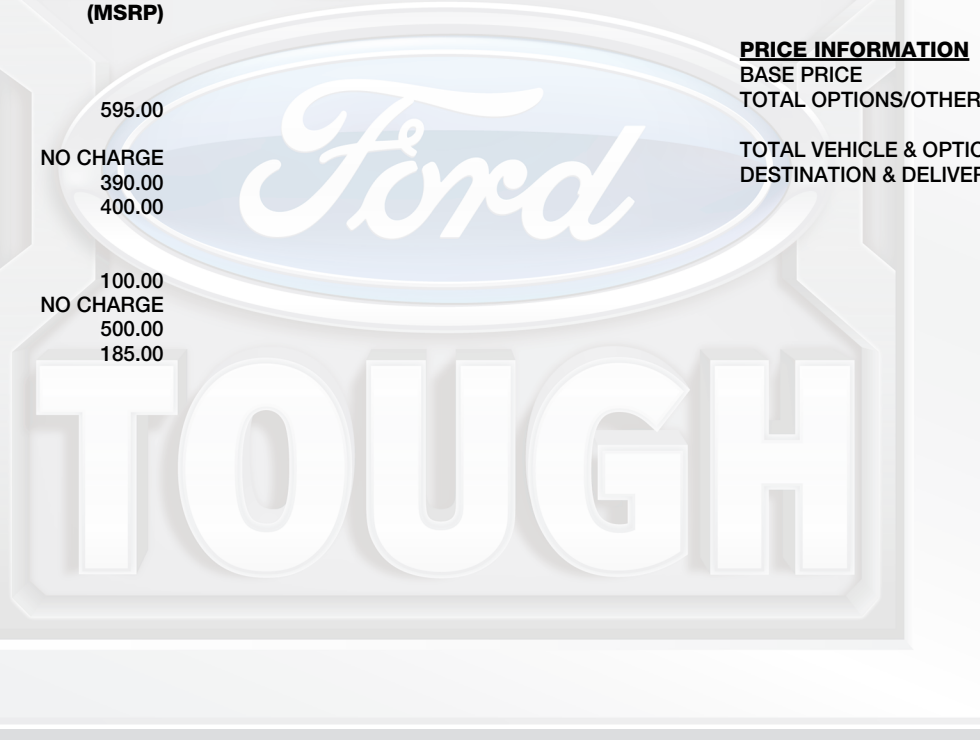 (MSRP)
595.00
NO CHARGE
390.00
400.00
100.00
NO CHARGE
500.00
185.00
PRICE INFORMATION
BASE PRICE
TOTAL OPTIONS/OTHER
TOTAL VEHICLE & OPTIO
DESTINATION & DELIVER
Ford
TOUGH